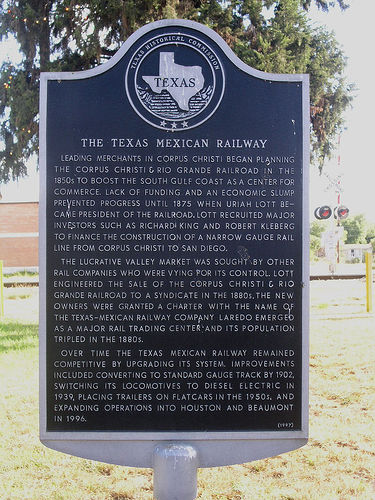 TEXAS HISTORICAL COMMISSION
TEXAS
THE TEXAS MEXICAN RAILWAY
LEADING MERCHANTS IN CORPUS CHRISTI BEGAN PLANNING
THE CORPUS CHRISTI & RIO GRANDE RAILROAD IN THE
1850s TO BOOST THE SOUTH GULF COAST AS A CENTER FOR
COMMERCE. LACK OF FUNDING AND AN ECONOMIC SLUMP
PREVENTED PROGRESS UNTIL 1875 WHEN URIAH LOTT BE-
CAME PRESIDENT OF THE RAILROAD. LOTT RECRUITED MAJOR
INVESTORS SUCH AS RICHARD KING AND ROBERT KLEBERG
TO FINANCE THE CONSTRUCTION OF A NARROW GAUGE RAIL
LINE FROM CORPUS CHRISTI TO SAN DIEGO.
THE LUCRATIVE VALLEY MARKET WAS SOUGHT BY OTHER
RAIL COMPANIES WHO WERE VYING FOR ITS CONTROL. LOTT
ENGINEERED THE SALE OF THE CORPUS CHRISTI & RIO
GRANDE RAILROAD TO A SYNDICATE IN THE 1880s. THE NEW
OWNERS WERE GRANTED A CHARTER WITH THE NAME OF
THE TEXAS-MEXICAN RAILWAY COMPANY. LAREDO EMERGED
AS A MAJOR RAIL TRADING CENTER AND ITS POPULATION
TRIPLED IN THE 1880s.
OVER TIME THE TEXAS MEXICAN RAILWAY REMAINED
COMPETITIVE BY UPGRADING ITS SYSTEM. IMPROVEMENTS
INCLUDED CONVERTING TO STANDARD GAUGE TRACK BY 1902,
SWITCHING ITS LOCOMOTIVES TO DIESEL ELECTRIC IN
1939, PLACING TRAILERS ON FLATCARS IN THE 1950s, AND
EXPANDING OPERATIONS INTO HOUSTON AND BEAUMONT
IN 1996.
(1997)